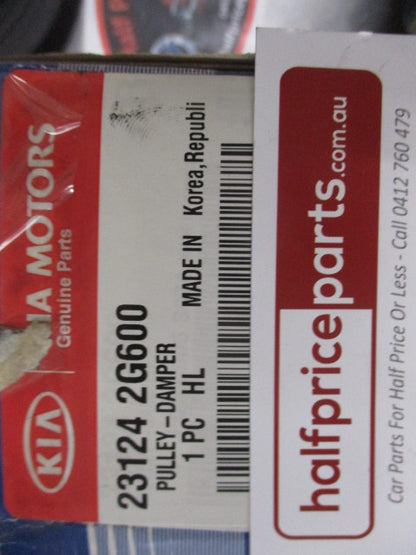 KIA
KIA MOTORS
Genuine Parts
23124 2G600
PULLEY-DAMPER
1 PC HL MADE IN Korea,Republi
halfpriceparts.com.au
Car Parts For Half Price Or Less - Call 0412 760 479